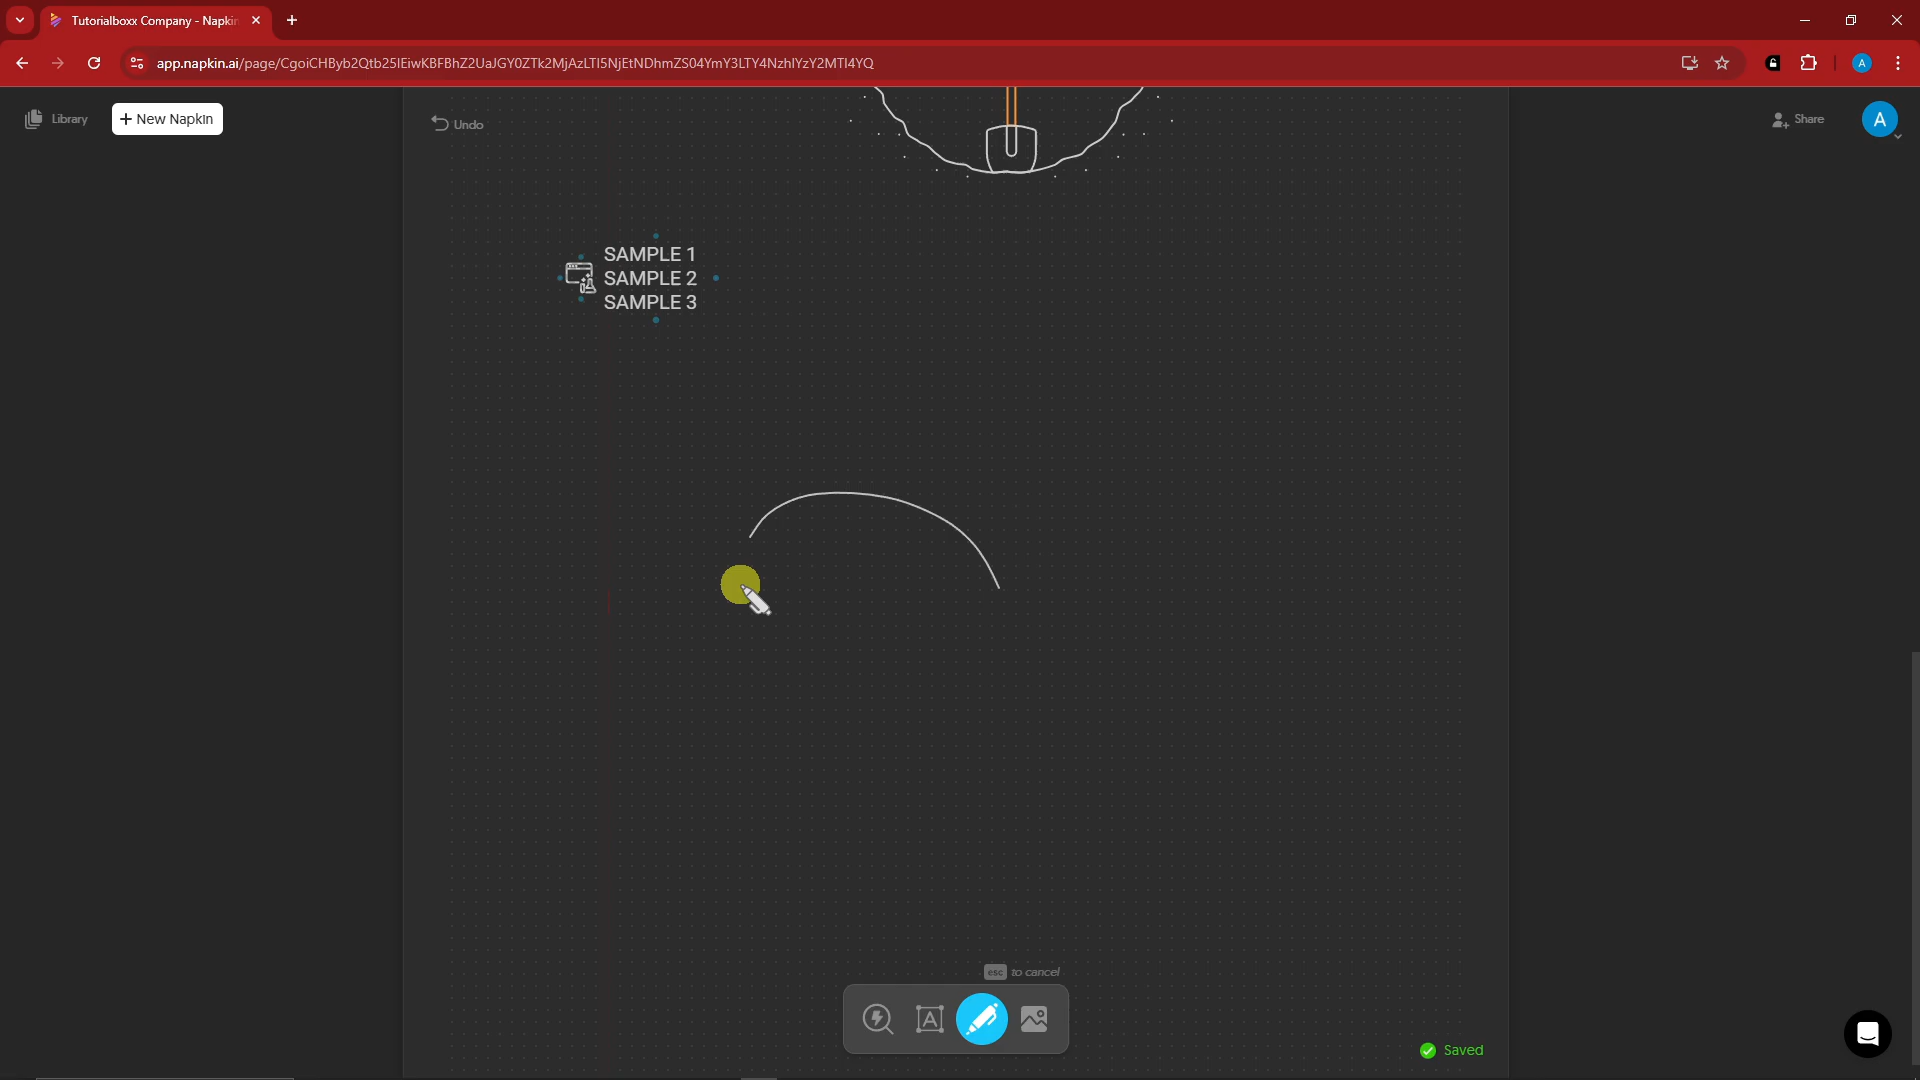 Tutorialboxx Company - Napkin
app.napkin.ai/page/CgoiCHByb2Qtb25lEiwKBFBhZ2UaJGY0ZTk2MjAzLTI5NjEtNDhmZS04YmY3LTY4NzhlYzY2MTI4YQ
A
Library
+ New Napkin
Undo
Share
A
SAMPLE 1
SAMPLE 2
SAMPLE 3
esc to cancel
A
Saved